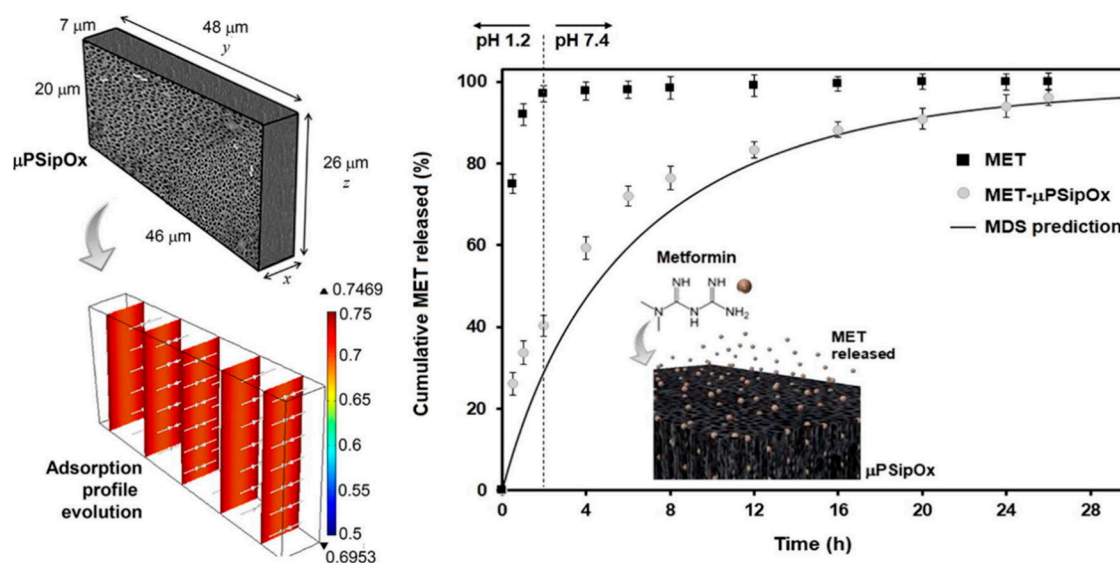 7 μm
48 μm
y
20 μm
μPSipOx
26 μm
z
46 μm
x
▲ 0.7469
0.75
0.7
0.65
0.6
0.55
0.5
▼ 0.6953
Adsorption
profile
evolution
pH 1.2
pH 7.4
Cumulative MET released (%)
100
80
60
40
20
0
0
4
8
12
16
20
24
28
Time (h)
MET
MET-μPSipOx
MDS prediction
Metformin
NH
NH
N
N
H
NH2
MET
released
μPSipOx